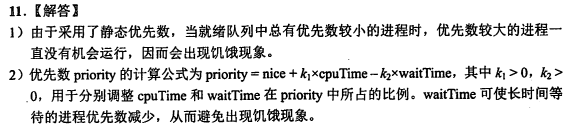 11.【解答】
1）由于采用了静态优先数，当就绪队列中总有优先数较小的进程时，优先数较大的进程一
直没有机会运行，因而会出现饥饿现象。
2）优先数 priority 的计算公式为 priority = nice + k₁×cpuTime – k₂×waitTime，其中 k₁ > 0，k₂ >
0，用于分别调整 cpuTime 和 waitTime 在 priority 中所占的比例。waitTime 可使长时间等
待的进程优先数减少，从而避免出现饥饿现象。